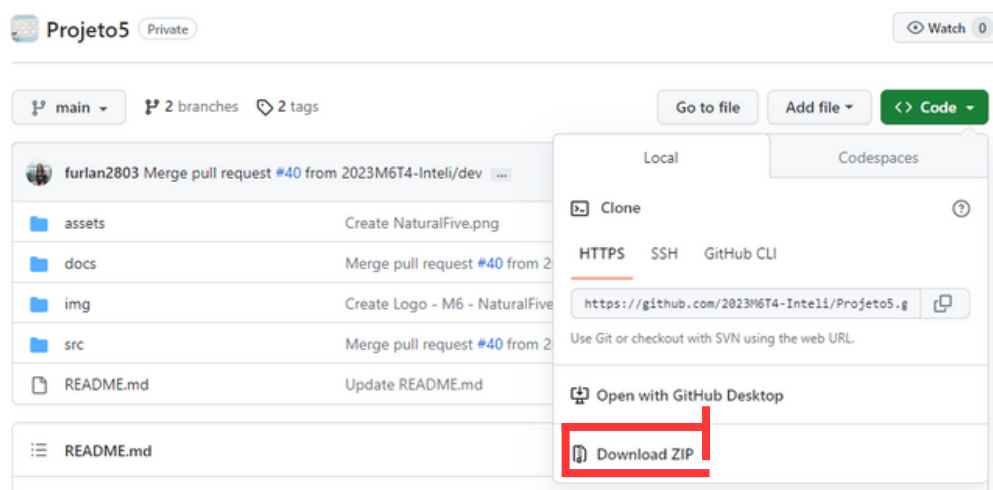 Projeto5 Private
Watch 0
main 2 branches 2 tags
Go to file Add file <> Code
Local Codespaces
furlan2803 Merge pull request #40 from 2023M6T4-Inteli/dev ...
Clone
assets Create NaturalFive.png
HTTPS SSH GitHub CLI
docs Merge pull request #40 from 2
img Create Logo - M6 - NaturalFive
https://github.com/2023M6T4-Inteli/Projeto5.g
Use Git or checkout with SVN using the web URL.
src Merge pull request #40 from 2
README.md Update README.md
Open with GitHub Desktop
README.md
Download ZIP